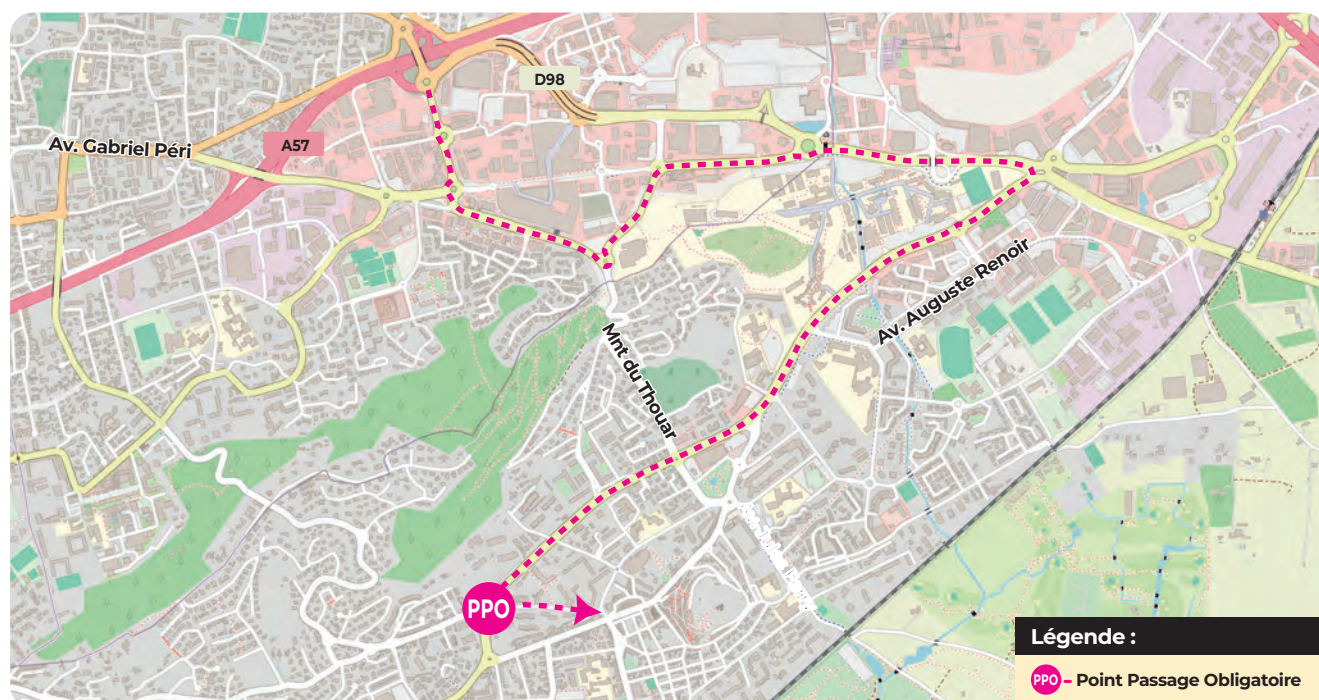 D98
Av. Gabriel Péri
A57
Av. Auguste Renoir
Mnt du Thouar
PPO
Légende :
PPO - Point Passage Obligatoire